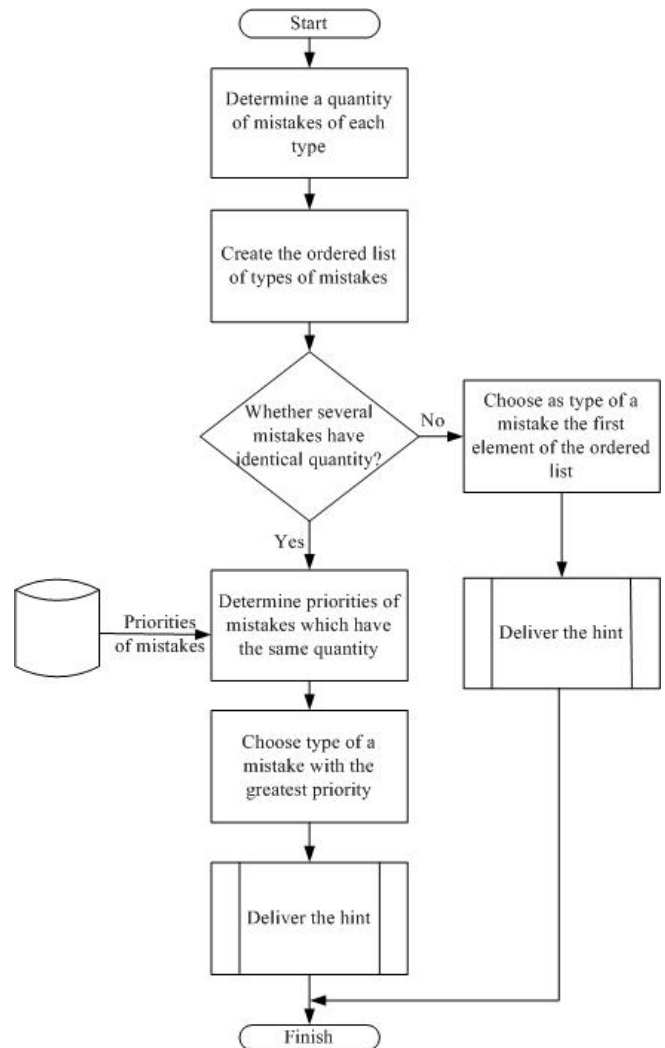 Start
Determine a quantity
of mistakes of each
type
Create the ordered list
of types of mistakes
Whether several
mistakes have
identical quantity?
No
Choose as type of a
mistake the first
element of the ordered
list
Deliver the hint
Yes
Priorities
of mistakes
Determine priorities of
mistakes which have
the same quantity
Choose type of a
mistake with the
greatest priority
Deliver the hint
Finish